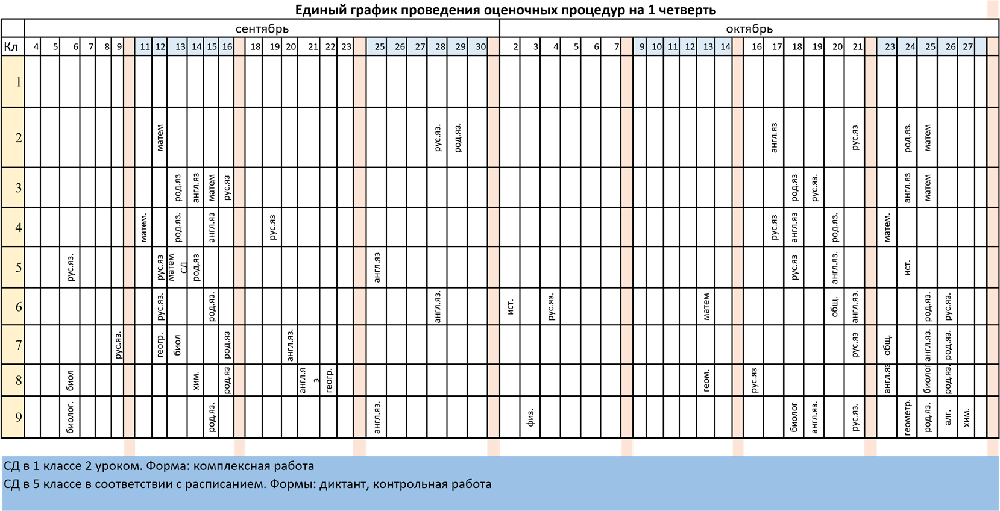 Единый график проведения оценочных процедур на 1 четверть
сентябрь октябрь
Кл 4 5 6 7 8 9 11 12 13 14 15 16 18 19 20 21 22 23 25 26 27 28 29 30 2 3 4 5 6 7 9 10 11 12 13 14 16 17 18 19 20 21 23 24 25 26 27
1
2 матем рус.яз. род.яз. англ.яз рус.яз род.яз. матем
3 род.яз англ.яз матем рус.яз род.яз рус.яз. англ.яз матем
4 матем. род.яз. англ.яз рус.яз рус.яз англ.яз род.яз. матем.
5 рус.яз. рус.яз матем СД род.яз англ.яз рус.яз англ.яз. ист.
6 рус.яз. род.яз. англ.яз. ист. рус.яз. матем общ. англ.яз. род.яз. рус.яз.
7 рус.яз. геогр. биол род.яз англ.яз. рус.яз общ. англ.яз. род.яз.
8 биол хим. род.яз англ.яз геогр. геом. рус.яз англ.яз биолог род.яз.
9 биолог. род.яз. англ.яз. физ. биолог англ.яз. рус.яз. геометр. род.яз. алг. хим.
СД в 1 классе 2 уроком. Форма: комплексная работа
СД в 5 классе в соответствии с расписанием. Формы: диктант, контрольная работа